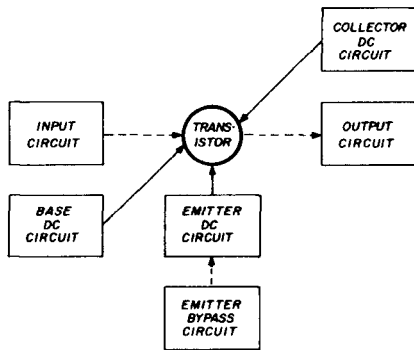 COLLECTOR
DC
CIRCUIT
INPUT
CIRCUIT
TRANS-
ISTOR
OUTPUT
CIRCUIT
BASE
DC
CIRCUIT
EMITTER
DC
CIRCUIT
EMITTER
BYPASS
CIRCUIT